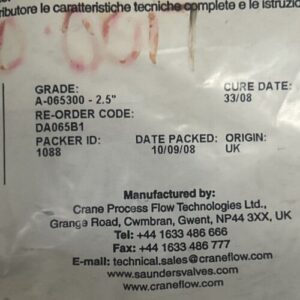 tributore le caratteristiche tecniche complete e le istruzio
GRADE: CURE DATE:
A-065300 - 2.5" 33/08
RE-ORDER CODE:
DA065B1
PACKER ID: DATE PACKED: ORIGIN:
1088 10/09/08 UK
Manufactured by:
Crane Process Flow Technologies Ltd.,
Grange Road, Cwmbran, Gwent, NP44 3XX, UK
Tel: +44 1633 486 666
Fax: +44 1633 486 777
E-mail: technical.sales@craneflow.com
www.saundersvalves.com
www.craneflow.com